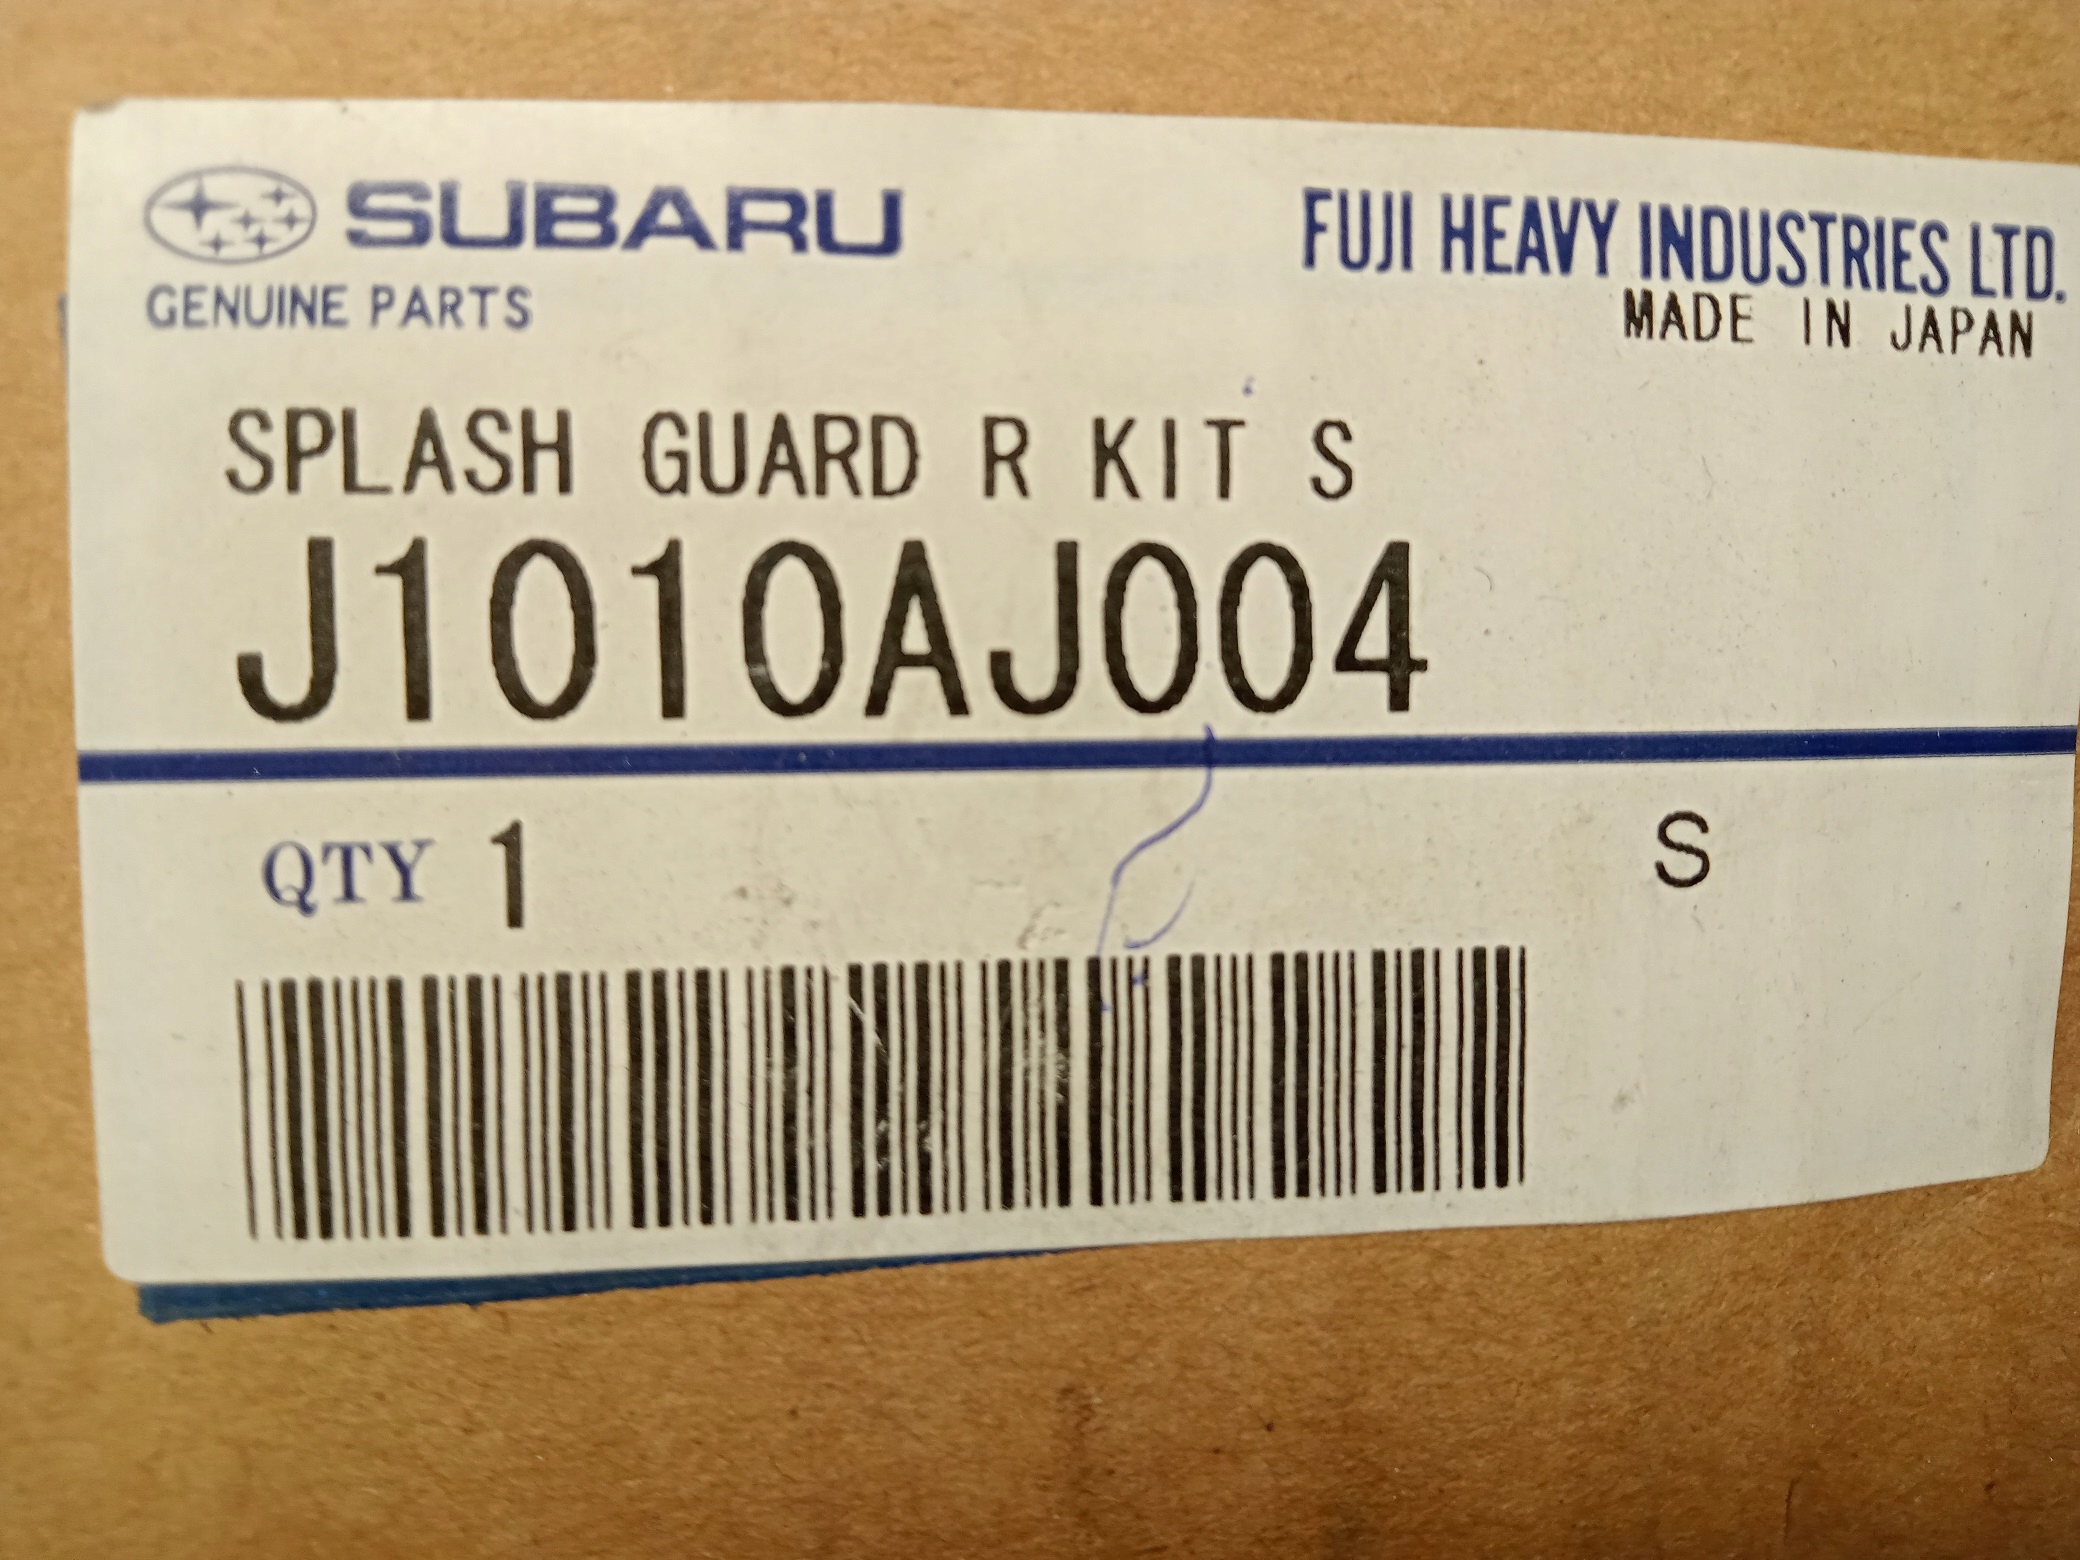 SUBARU
GENUINE PARTS
FUJI HEAVY INDUSTRIES LTD.
MADE IN JAPAN
SPLASH GUARD R KIT S
J1010AJ004
QTY 1
S